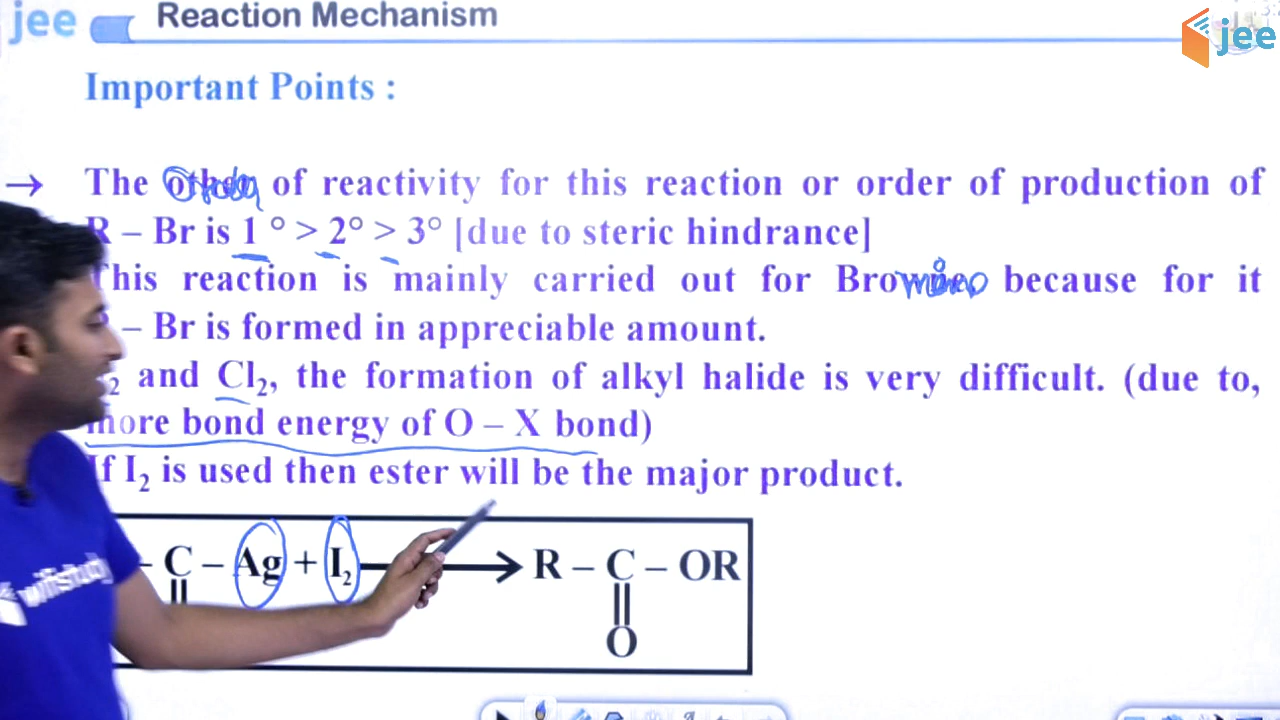 jee Reaction Mechanism
jee
Important Points :
→ The of reactivity for this reaction or order of production of
R – Br is 1° > 2° > 3° [due to steric hindrance]
This reaction is mainly carried out for because for it
– Br is formed in appreciable amount.
2 and Cl₂, the formation of alkyl halide is very difficult. (due to,
more bond energy of O – X bond)
If I₂ is used then ester will be the major product.
– C – Ag + I₂ → R – C – OR
O
wifistudy